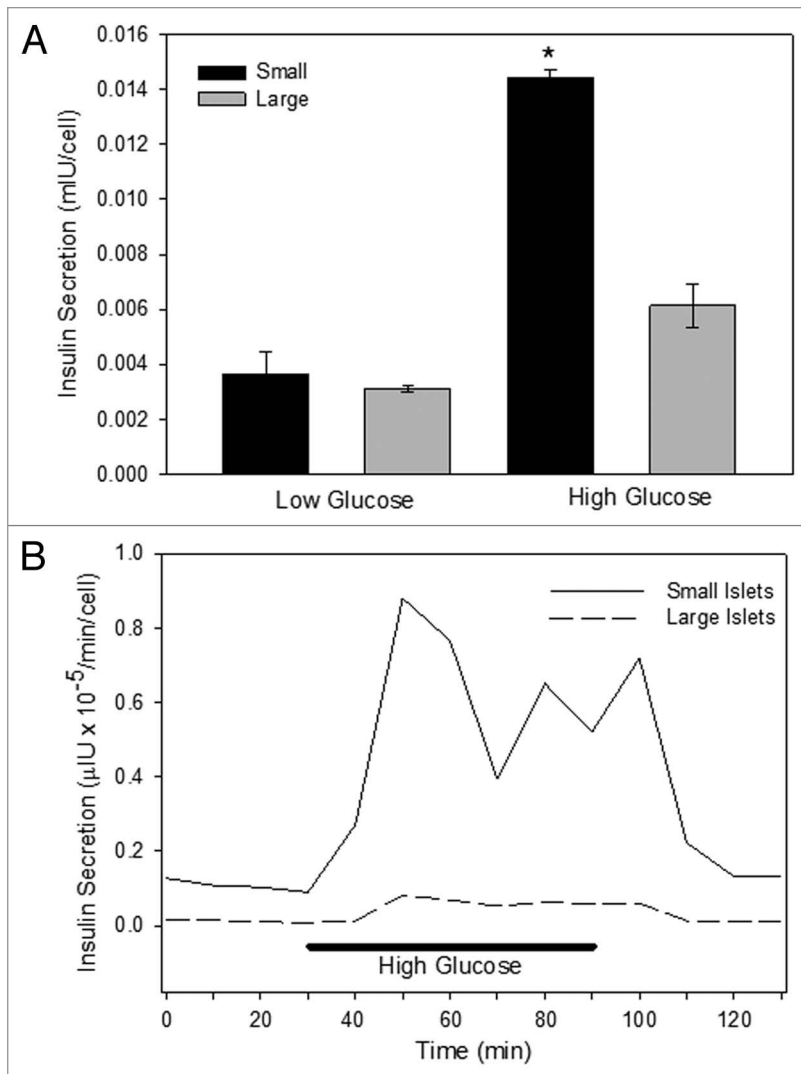 A
Insulin Secretion (mIU/cell)
0.016
0.014
0.012
0.010
0.008
0.006
0.004
0.002
0.000
Small
Large
*
Low Glucose
High Glucose
B
Insulin Secretion (μIU x 10⁻⁵/min/cell)
1.0
0.8
0.6
0.4
0.2
0.0
Small Islets
Large Islets
High Glucose
0 20 40 60 80 100 120
Time (min)